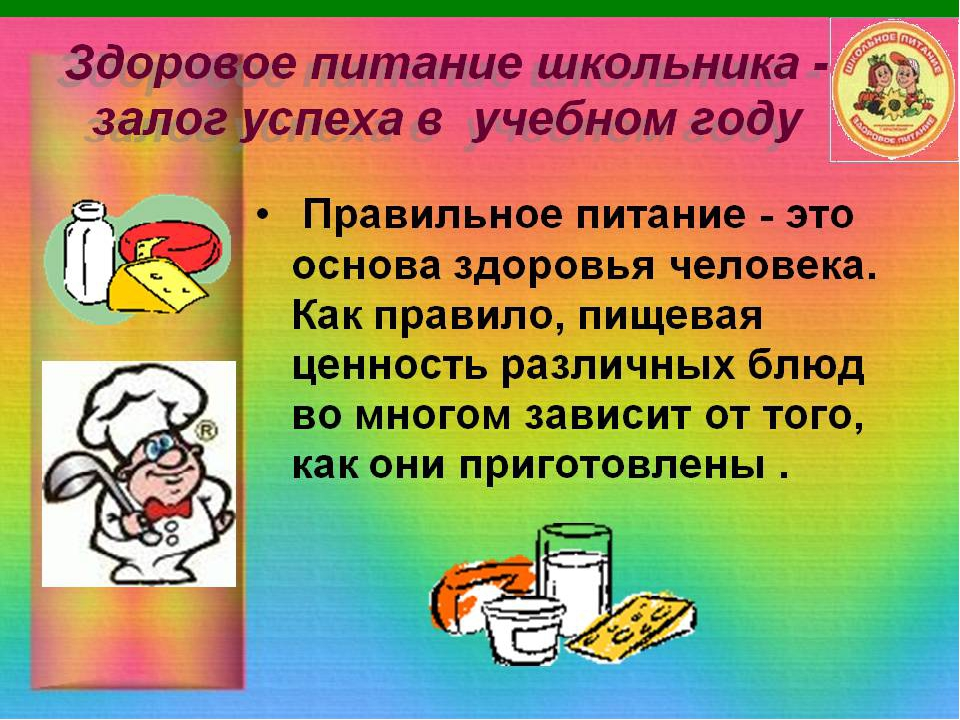 Здоровое питание школьника -
залог успеха в учебном году
ШКОЛЬНОЕ ПИТАНИЕ
ЗДОРОВОЕ ПИТАНИЕ
• Правильное питание - это
основа здоровья человека.
Как правило, пищевая
ценность различных блюд
во многом зависит от того,
как они приготовлены .
®